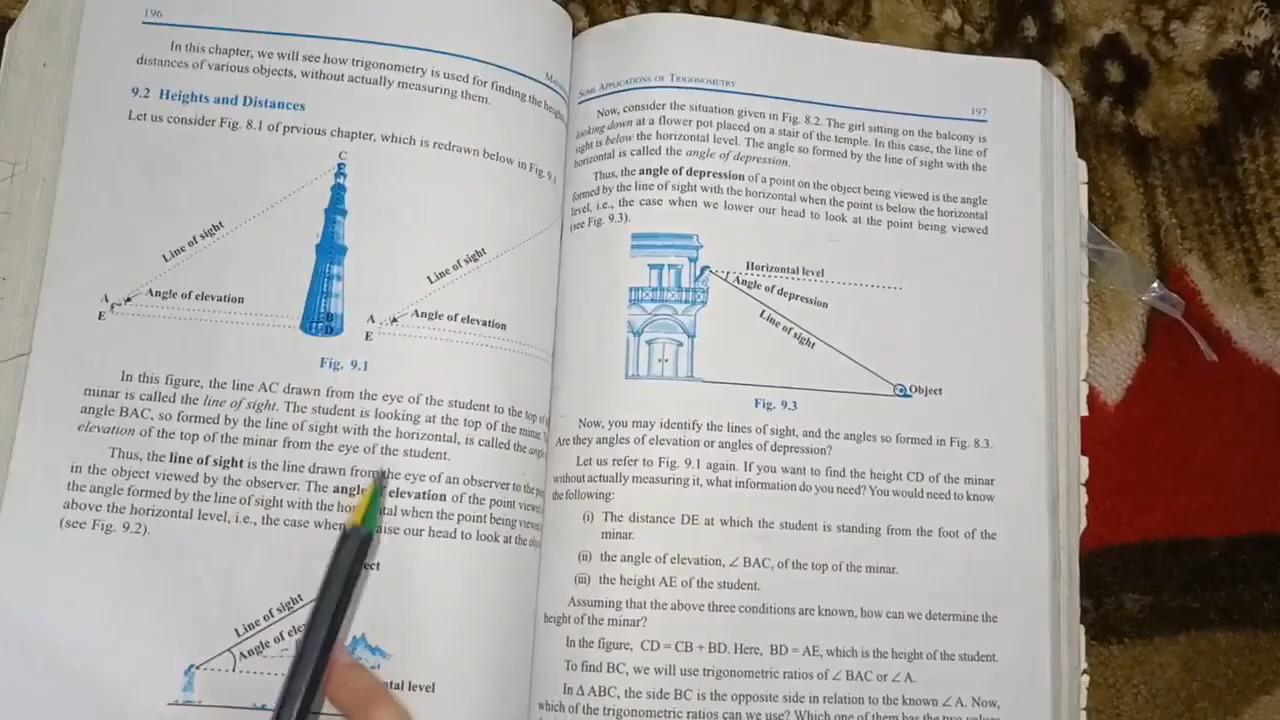 196
In this chapter, we will see how trigonometry is used for finding the heights
distances of various objects, without actually measuring them.
9.2 Heights and Distances
Let us consider Fig. 8.1 of prvious chapter, which is redrawn below in Fig. 9.1
C
Line of sight
A
Angle of elevation
E
B
D
Line of sight
A
Angle of elevation
E
Fig. 9.1
In this figure, the line AC drawn from the eye of the student to the top of
minar is called the line of sight. The student is looking at the top of the minar.
angle BAC, so formed by the line of sight with the horizontal, is called the angle
elevation of the top of the minar from the eye of the student.
Thus, the line of sight is the line drawn from the eye of an observer to the
in the object viewed by the observer. The elevation of the point viewed
the angle formed by the line of sight with the when the point being viewed
above the horizontal level, i.e., the case when our head to look at the
(see Fig. 9.2).
Line of sight
Angle of
level
SOME APPLICATIONS OF TRIGONOMETRY
197
Now, consider the situation given in Fig. 8.2. The girl sitting on the balcony is
looking down at a flower pot placed on a stair of the temple. In this case, the line of
sight is below the horizontal level. The angle so formed by the line of sight with the
horizontal is called the angle of depression.
Thus, the angle of depression of a point on the object being viewed is the angle
formed by the line of sight with the horizontal when the point is below the horizontal
level, i.e., the case when we lower our head to look at the point being viewed
(see Fig. 9.3).
Horizontal level
Angle of depression
Line of sight
Object
Fig. 9.3
Now, you may identify the lines of sight, and the angles so formed in Fig. 8.3.
Are they angles of elevation or angles of depression?
Let us refer to Fig. 9.1 again. If you want to find the height CD of the minar
without actually measuring it, what information do you need? You would need to know
the following:
(i) The distance DE at which the student is standing from the foot of the
minar.
(ii) the angle of elevation, ∠ BAC, of the top of the minar.
(iii) the height AE of the student.
Assuming that the above three conditions are known, how can we determine the
height of the minar?
In the figure, CD = CB + BD. Here, BD = AE, which is the height of the student.
To find BC, we will use trigonometric ratios of ∠ BAC or ∠ A.
In Δ ABC, the side BC is the opposite side in relation to the known ∠ A. Now,
which of the trigonometric ratios can we use? Which one of them has the two values